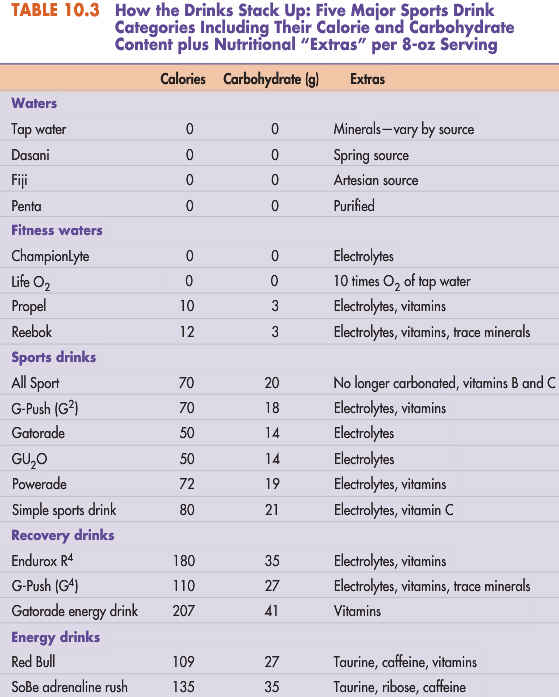 TABLE 10.3 How the Drinks Stack Up: Five Major Sports Drink
Categories Including Their Calorie and Carbohydrate
Content plus Nutritional “Extras” per 8-oz Serving
Calories Carbohydrate (g) Extras
Waters
Tap water 0 0 Minerals—vary by source
Dasani 0 0 Spring source
Fiji 0 0 Artesian source
Penta 0 0 Purified
Fitness waters
ChampionLyte 0 0 Electrolytes
Life O₂ 0 0 10 times O₂ of tap water
Propel 10 3 Electrolytes, vitamins
Reebok 12 3 Electrolytes, vitamins, trace minerals
Sports drinks
All Sport 70 20 No longer carbonated, vitamins B and C
G-Push (G²) 70 18 Electrolytes, vitamins
Gatorade 50 14 Electrolytes
GU₂O 50 14 Electrolytes
Powerade 72 19 Electrolytes, vitamins
Simple sports drink 80 21 Electrolytes, vitamin C
Recovery drinks
Endurox R⁴ 180 35 Electrolytes, vitamins
G-Push (G⁴) 110 27 Electrolytes, vitamins, trace minerals
Gatorade energy drink 207 41 Vitamins
Energy drinks
Red Bull 109 27 Taurine, caffeine, vitamins
SoBe adrenaline rush 135 35 Taurine, ribose, caffeine